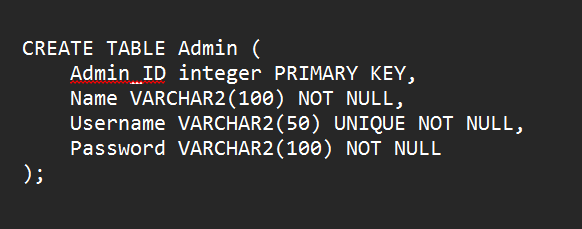 CREATE TABLE Admin (
Admin_ID integer PRIMARY KEY,
Name VARCHAR2(100) NOT NULL,
Username VARCHAR2(50) UNIQUE NOT NULL,
Password VARCHAR2(100) NOT NULL
);